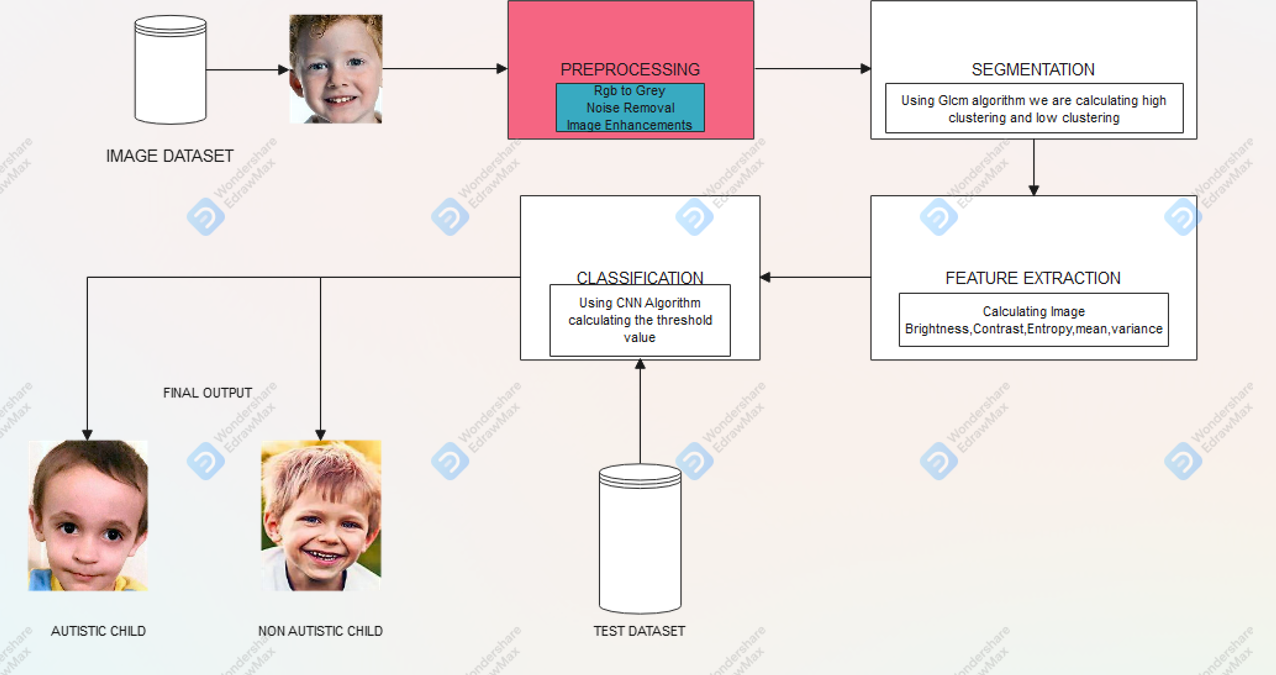 PREPROCESSING
Rgb to Grey
Noise Removal
Image Enhancements
SEGMENTATION
Using Glcm algorithm we are calculating high
clustering and low clustering
IMAGE DATASET
CLASSIFICATION
Using CNN Algorithm
calculating the threshold
value
FEATURE EXTRACTION
Calculating Image
Brightness,Contrast,Entropy,mean,variance
FINAL OUTPUT
AUTISTIC CHILD
NON AUTISTIC CHILD
TEST DATASET
Wondershare
EdrawMax